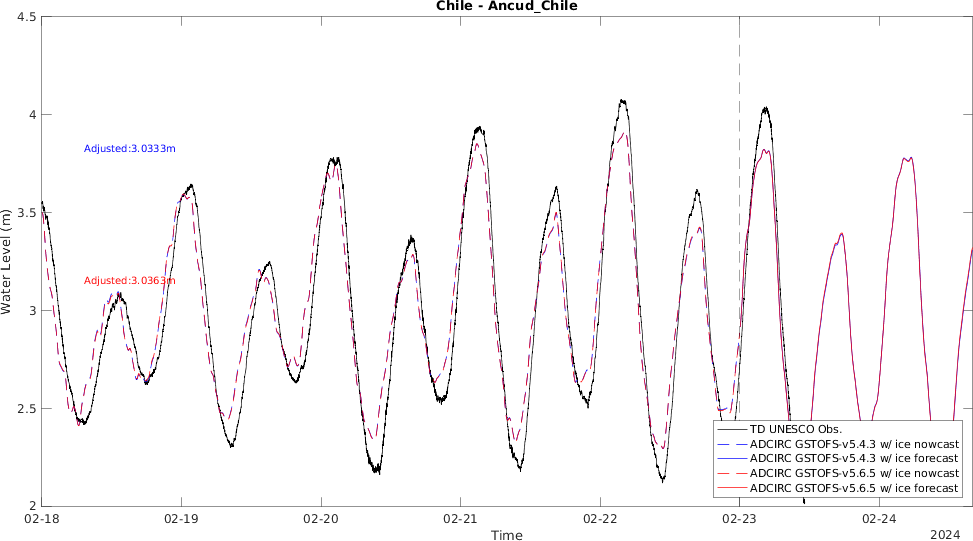 Chile - Ancud_Chile
4.5
4
3.5
3
2.5
2
Water Level (m)
Adjusted:3.0333m
Adjusted:3.0363m
TD UNESCO Obs.
ADCIRC GSTOFS-v5.4.3 w/ ice nowcast
ADCIRC GSTOFS-v5.4.3 w/ ice forecast
ADCIRC GSTOFS-v5.6.5 w/ ice nowcast
ADCIRC GSTOFS-v5.6.5 w/ ice forecast
02-18 02-19 02-20 02-21 02-22 02-23 02-24
Time
2024